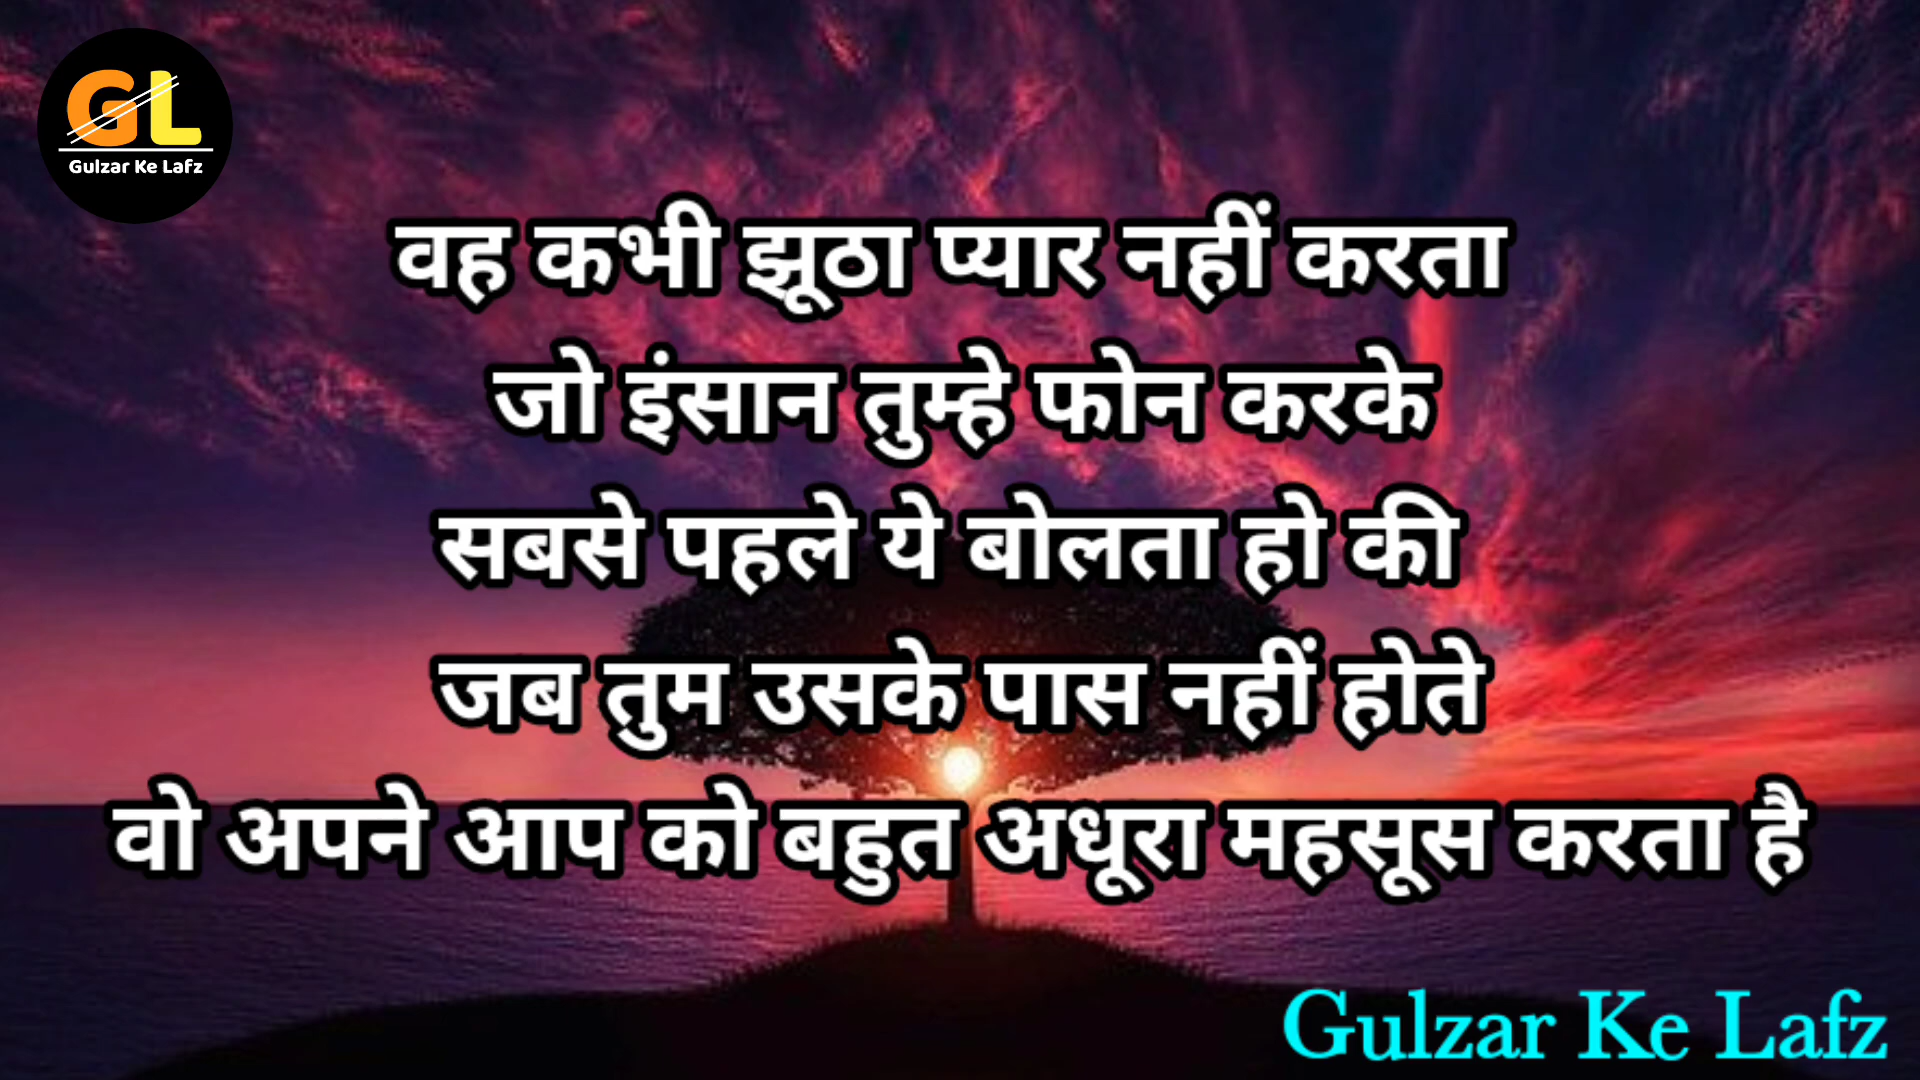 GL
Gulzar Ke Lafz
वह कभी झूठा प्यार नहीं करता
जो इंसान तुम्हे फोन करके
सबसे पहले ये बोलता हो की
जब तुम उसके पास नहीं होते
वो अपने आप को बहुत अधूरा महसूस करता है
Gulzar Ke Lafz